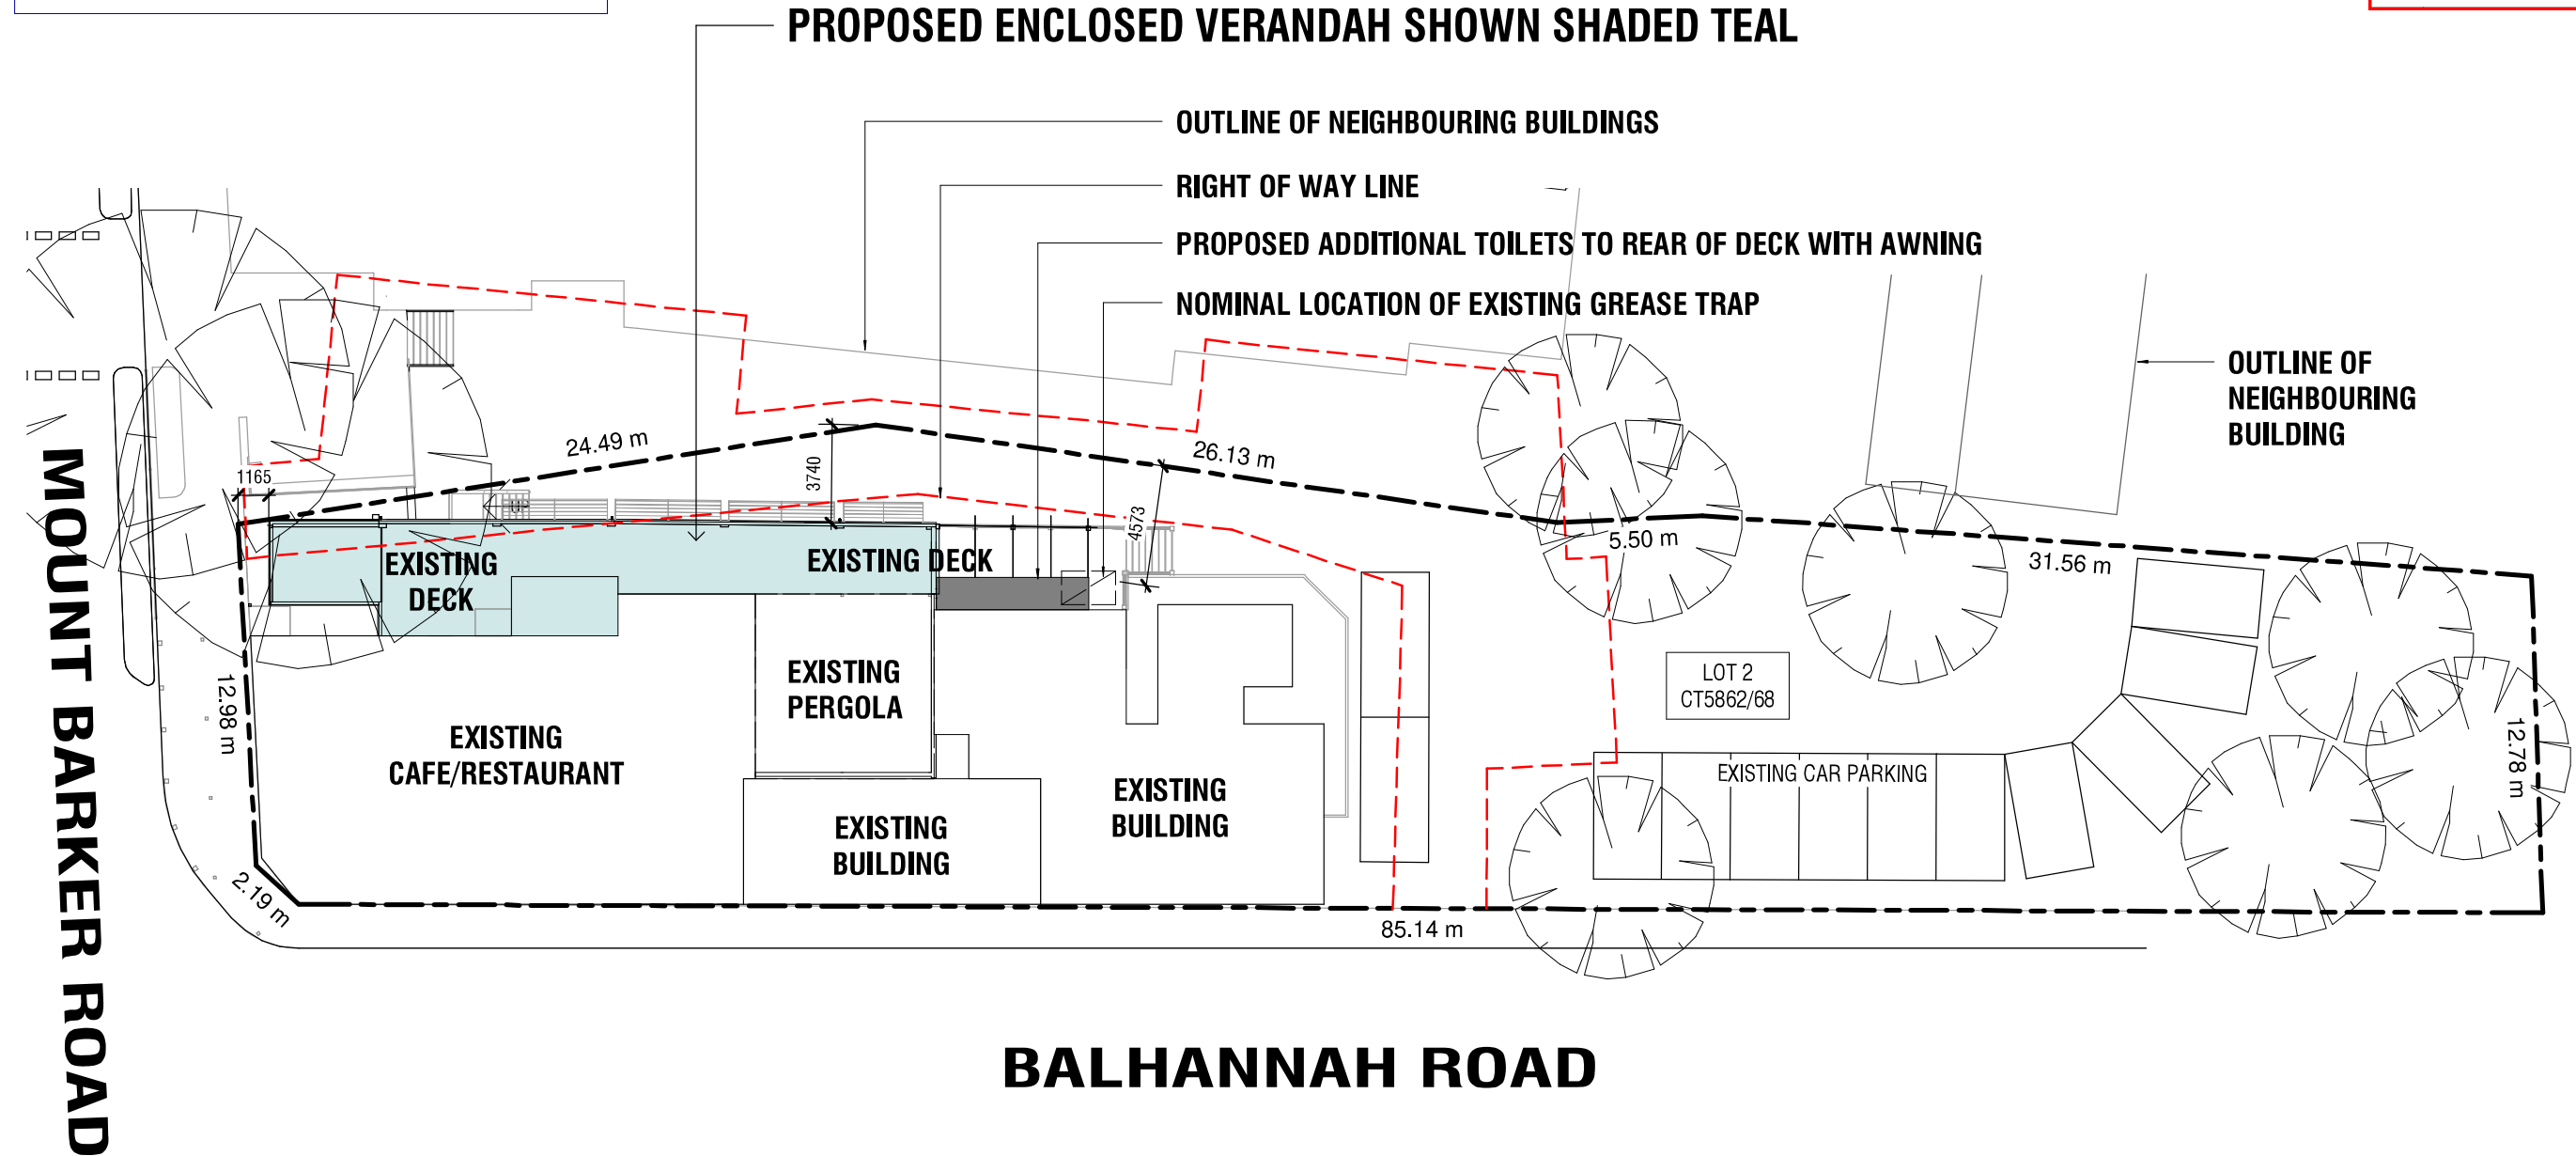 PROPOSED ENCLOSED VERANDAH SHOWN SHADED TEAL
OUTLINE OF NEIGHBOURING BUILDINGS
RIGHT OF WAY LINE
PROPOSED ADDITIONAL TOILETS TO REAR OF DECK WITH AWNING
NOMINAL LOCATION OF EXISTING GREASE TRAP
OUTLINE OF
NEIGHBOURING
BUILDING
24.49 m
26.13 m
1165
3740
4573
UP
5.50 m
31.56 m
EXISTING
DECK
EXISTING DECK
EXISTING
PERGOLA
LOT 2
CT5862/68
12.98 m
12.78 m
EXISTING
CAFE/RESTAURANT
EXISTING CAR PARKING
EXISTING
BUILDING
EXISTING
BUILDING
2.19 m
85.14 m
MOUNT BARKER ROAD
BALHANNAH ROAD